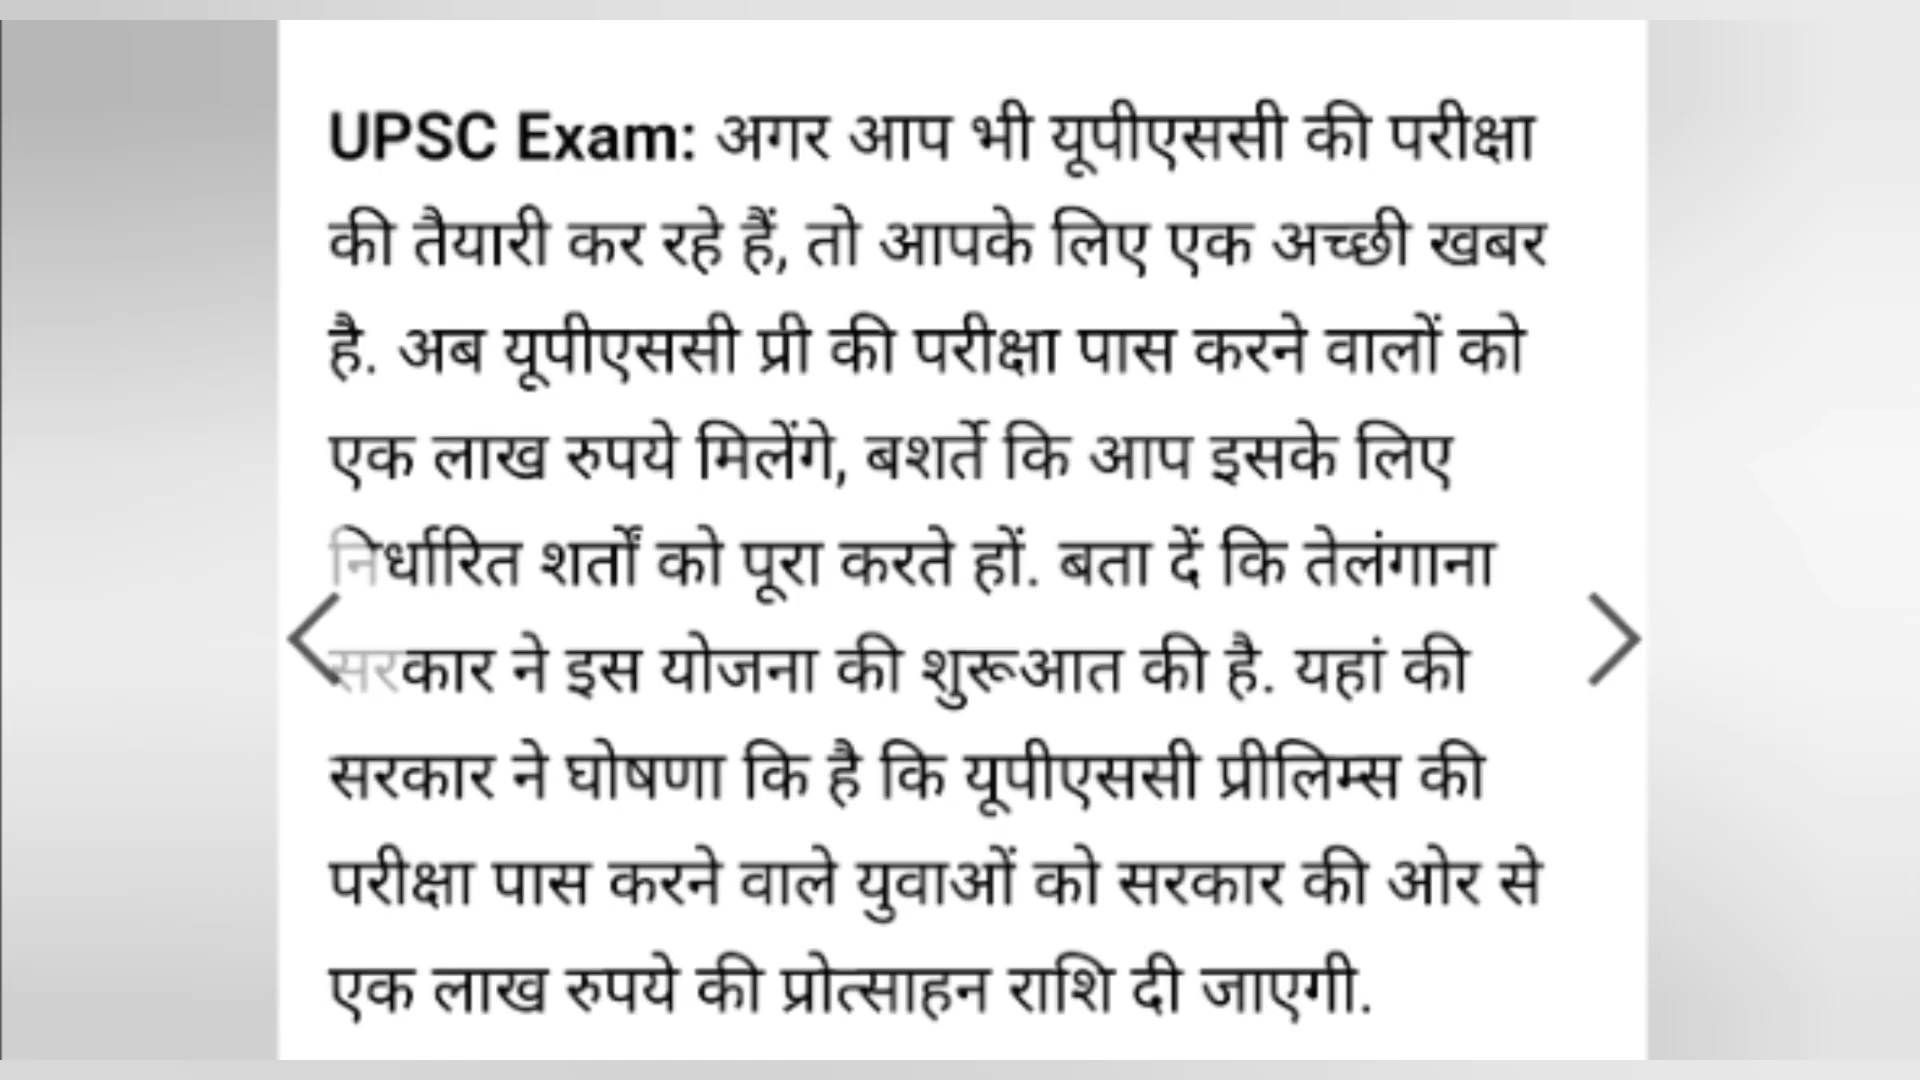 UPSC Exam: अगर आप भी यूपीएससी की परीक्षा
की तैयारी कर रहे हैं, तो आपके लिए एक अच्छी खबर
है. अब यूपीएससी प्री की परीक्षा पास करने वालों को
एक लाख रुपये मिलेंगे, बशर्ते कि आप इसके लिए
निर्धारित शर्तों को पूरा करते हों. बता दें कि तेलंगाना
सरकार ने इस योजना की शुरूआत की है. यहां की
सरकार ने घोषणा कि है कि यूपीएससी प्रीलिम्स की
परीक्षा पास करने वाले युवाओं को सरकार की ओर से
एक लाख रुपये की प्रोत्साहन राशि दी जाएगी.